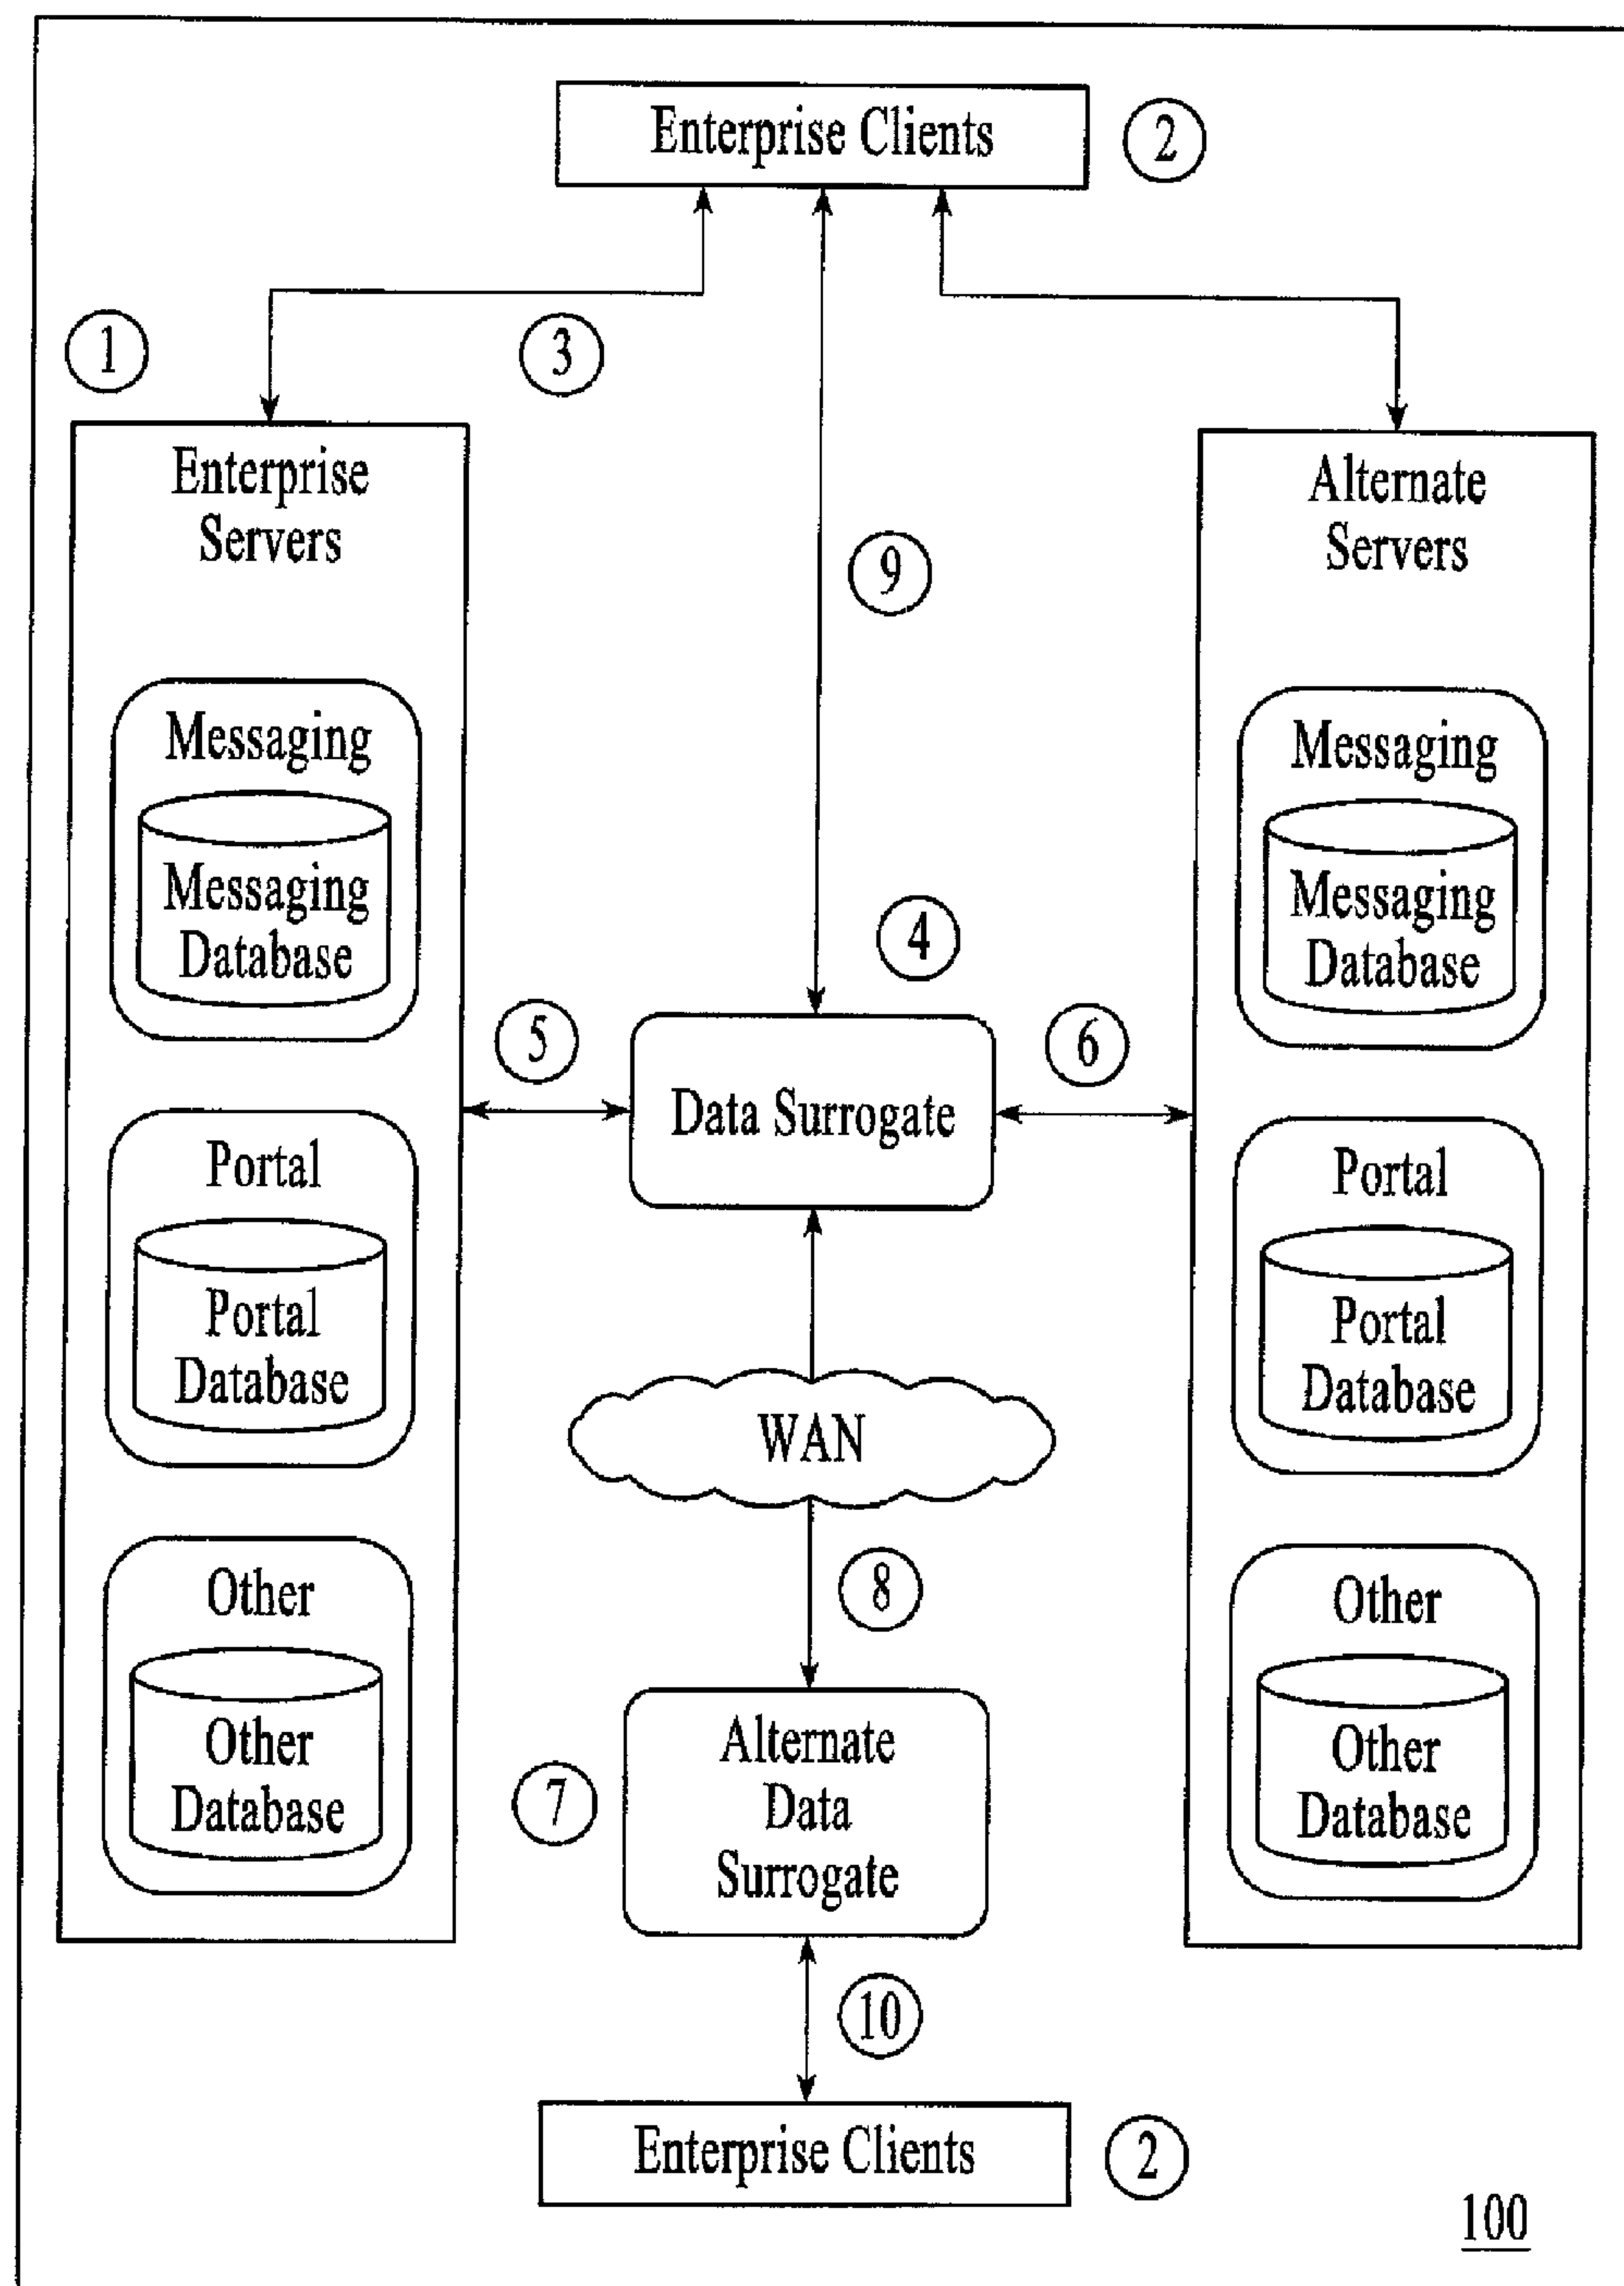 Enterprise Clients
2
1
3
Enterprise
Servers
Alternate
Servers
9
Messaging
Messaging
Database
Messaging
Messaging
Database
4
5
6
Data Surrogate
Portal
Portal
Database
Portal
Portal
Database
WAN
8
Other
Other
Database
Other
Other
Database
7
Alternate
Data
Surrogate
10
Enterprise Clients
2
100